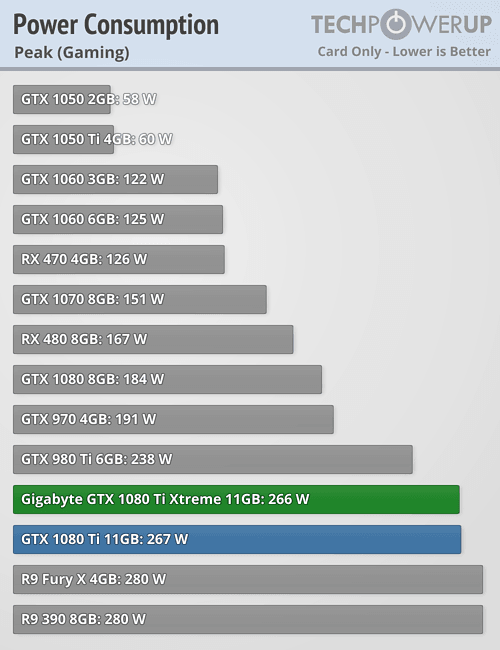 Power Consumption
TECHPOWERUP
Peak (Gaming)
Card Only - Lower is Better
GTX 1050 2GB: 58 W
GTX 1050 Ti 4GB: 60 W
GTX 1060 3GB: 122 W
GTX 1060 6GB: 125 W
RX 470 4GB: 126 W
GTX 1070 8GB: 151 W
RX 480 8GB: 167 W
GTX 1080 8GB: 184 W
GTX 970 4GB: 191 W
GTX 980 Ti 6GB: 238 W
Gigabyte GTX 1080 Ti Xtreme 11GB: 266 W
GTX 1080 Ti 11GB: 267 W
R9 Fury X 4GB: 280 W
R9 390 8GB: 280 W